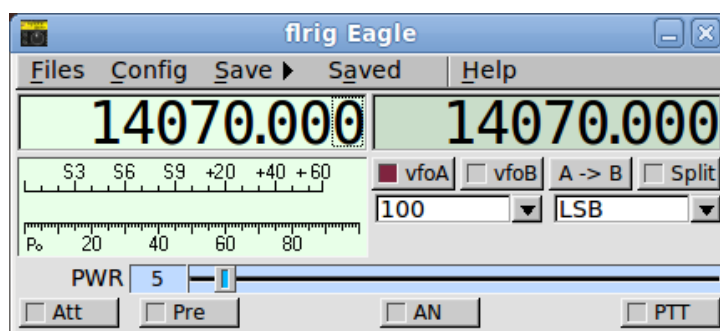 flrig Eagle
Files Config Save Saved Help
14070.000 14070.000
S3 S6 S9 +20 +40 +60
vfoA vfoB A -> B Split
100 LSB
Po 20 40 60 80
PWR 5
Att Pre AN PTT